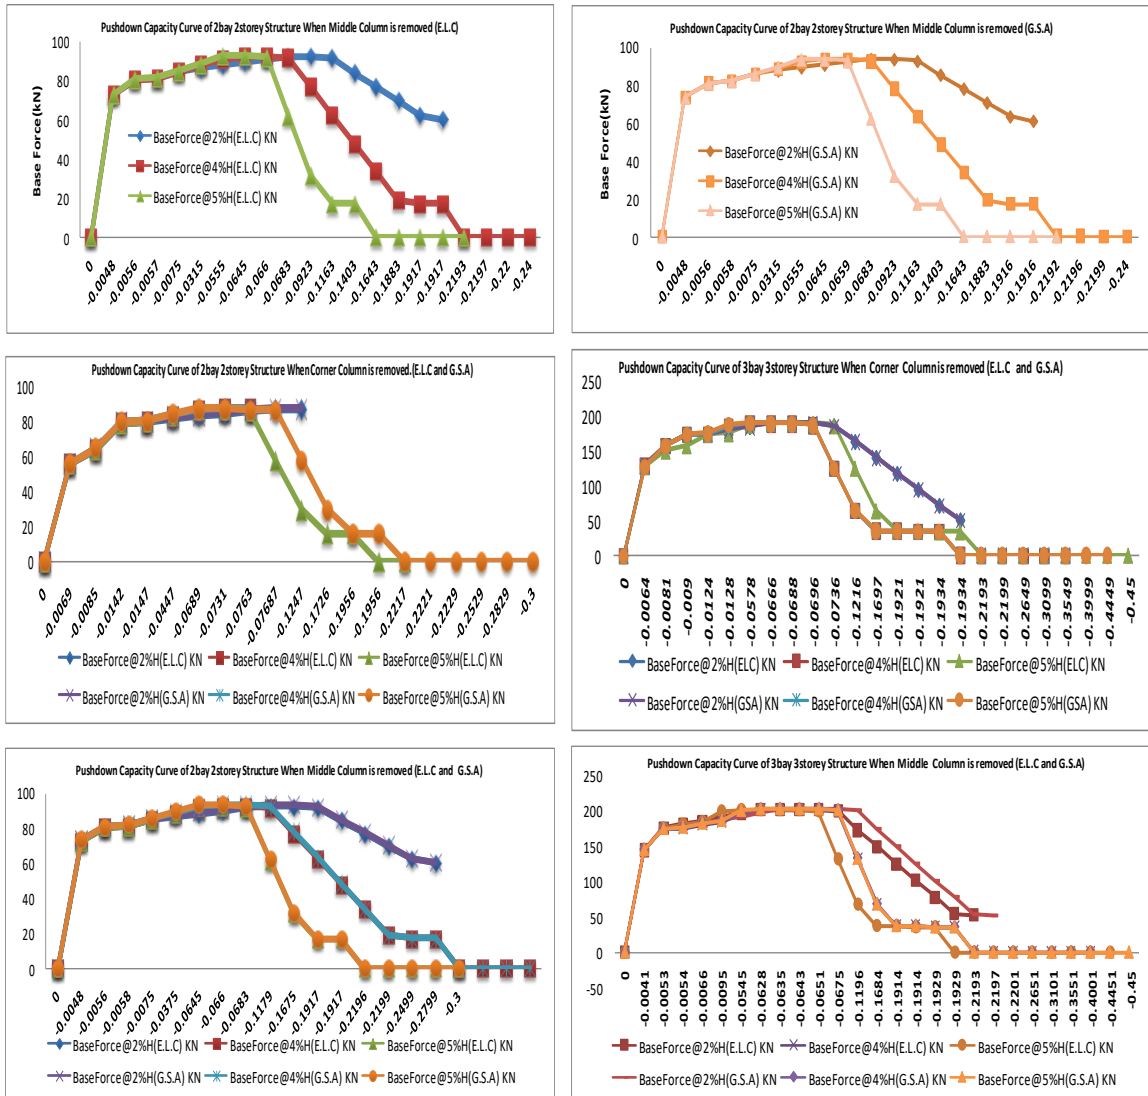 Pushdown Capacity Curve of 2bay 2storey Structure When Middle Column is removed (E.L.C)
Base Force(kN)
100
80
60
40
20
0
BaseForce@2%H(E.L.C) KN
BaseForce@4%H(E.L.C) KN
BaseForce@5%H(E.L.C) KN
0 -0.0048 -0.0056 -0.0057 -0.0075 -0.0315 -0.0555 -0.0645 -0.066 -0.0683 -0.0923 -0.1163 -0.1403 -0.1643 -0.1883 -0.1917 -0.1917 -0.2193 -0.2197 -0.22 -0.24
Pushdown Capacity Curve of 2bay 2storey Structure When Middle Column is removed (G.S.A)
Base Force(kN)
100
80
60
40
20
0
BaseForce@2%H(G.S.A) KN
BaseForce@4%H(G.S.A) KN
BaseForce@5%H(G.S.A) KN
0 -0.0048 -0.0056 -0.0058 -0.0075 -0.0315 -0.0555 -0.0645 -0.0659 -0.0683 -0.0923 -0.1163 -0.1403 -0.1643 -0.1883 -0.1916 -0.1916 -0.2192 -0.2196 -0.2199 -0.24
Pushdown Capacity Curve of 2bay 2storey Structure When Corner Column is removed.(E.L.C and G.S.A)
100
80
60
40
20
0
0 -0.0069 -0.0085 -0.0142 -0.0147 -0.0447 -0.0689 -0.0731 -0.0763 -0.07687 -0.1247 -0.1726 -0.1956 -0.1956 -0.2217 -0.2221 -0.2229 -0.2529 -0.2829 -0.3
BaseForce@2%H(E.L.C) KN BaseForce@4%H(E.L.C) KN BaseForce@5%H(E.L.C) KN
BaseForce@2%H(G.S.A) KN BaseForce@4%H(G.S.A) KN BaseForce@5%H(G.S.A) KN
Pushdown Capacity Curve of 3bay 3storey Structure When Corner Column is removed (E.L.C and G.S.A)
250
200
150
100
50
0
0 -0.0064 -0.0081 -0.009 -0.0124 -0.0128 -0.0578 -0.0766 -0.0688 -0.0696 -0.0736 -0.1216 -0.1697 -0.1921 -0.1921 -0.1934 -0.1934 -0.2193 -0.2199 -0.2649 -0.3099 -0.3549 -0.3999 -0.4449 -0.45
BaseForce@2%H(ELC) KN BaseForce@4%H(ELC) KN BaseForce@5%H(ELC) KN
BaseForce@2%H(GSA) KN BaseForce@4%H(GSA) KN BaseForce@5%H(GSA) KN
Pushdown Capacity Curve of 2bay 2storey Structure When Middle Column is removed (E.L.C and G.S.A)
100
80
60
40
20
0
0 -0.0048 -0.0056 -0.0058 -0.0075 -0.0375 -0.0645 -0.066 -0.0683 -0.1179 -0.1675 -0.1917 -0.1917 -0.2196 -0.2199 -0.2499 -0.2799 -0.3
BaseForce@2%H(E.L.C) KN BaseForce@4%H(E.L.C) KN BaseForce@5%H(E.L.C) KN
BaseForce@2%H(G.S.A) KN BaseForce@4%H(G.S.A) KN BaseForce@5%H(G.S.A) KN
Pushdown Capacity Curve of 3bay 3storey Structure When Middle Column is removed (E.L.C and G.S.A)
250
200
150
100
50
0
-50
0 -0.0041 -0.0053 -0.0054 -0.0066 -0.0095 -0.0545 -0.0628 -0.0635 -0.0643 -0.0651 -0.0675 -0.1196 -0.1684 -0.1914 -0.1914 -0.1929 -0.1929 -0.2193 -0.2197 -0.2201 -0.2651 -0.3101 -0.3551 -0.4001 -0.4451 -0.45
BaseForce@2%H(E.L.C) KN BaseForce@4%H(E.L.C) KN BaseForce@5%H(E.L.C) KN
BaseForce@2%H(G.S.A) KN BaseForce@4%H(G.S.A) KN BaseForce@5%H(G.S.A) KN